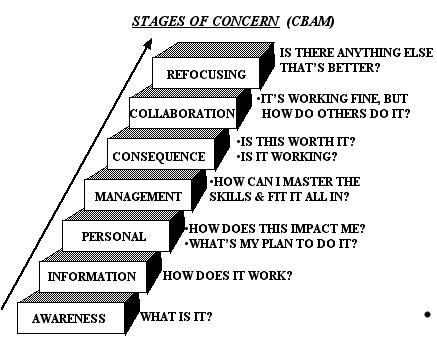 STAGES OF CONCERN (CBAM)
IS THERE ANYTHING ELSE
THAT'S BETTER?
REFOCUSING
•IT'S WORKING FINE, BUT
HOW DO OTHERS DO IT?
COLLABORATION
•IS THIS WORTH IT?
•IS IT WORKING?
CONSEQUENCE
•HOW CAN I MASTER THE
SKILLS & FIT IT ALL IN?
MANAGEMENT
•HOW DOES THIS IMPACT ME?
•WHAT'S MY PLAN TO DO IT?
PERSONAL
INFORMATION
HOW DOES IT WORK?
AWARENESS
WHAT IS IT?